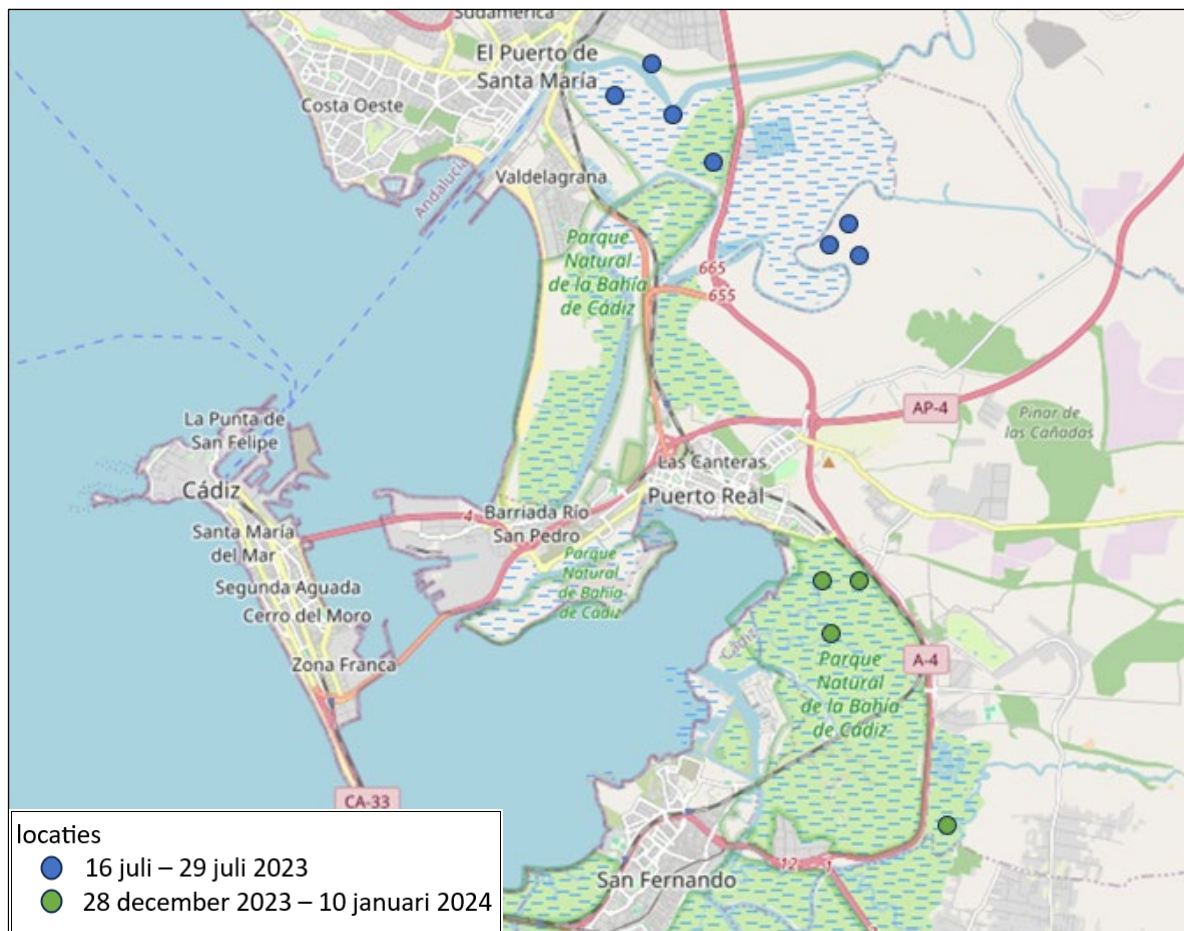 Sudamérica
El Puerto de
Santa María
Costa Oeste
Andalucía
Valdelagrana
Parque
Natural
de la Bahía
de Cádiz
665
655
AP-4
La Punta de
San Felipe
Pinar de
las Cañadas
Las Canteras
Cádiz
Puerto Real
4
Barriada Río
San Pedro
Santa María
del Mar
Parque
Natural
de Bahía
de Cádiz
Segunda Aguada
Cerro del Moro
Zona Franca
Cádiz
A-4
Parque
Natural
de la Bahía
de Cádiz
CA-33
locaties
16 juli – 29 juli 2023
28 december 2023 – 10 januari 2024
12
1
San Fernando